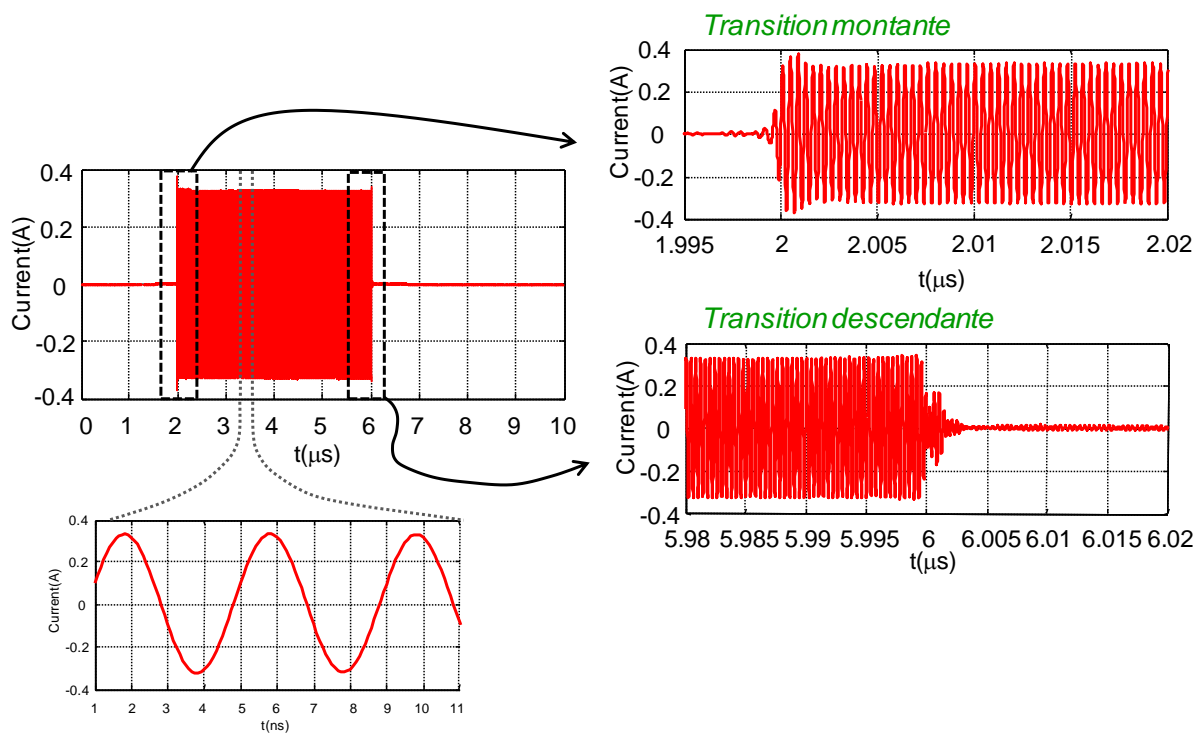 Transition montante
0.4
0.2
0
-0.2
-0.4
Current(A)
1.995 2 2.005 2.01 2.015 2.02
t(μs)
0.4
0.2
0
-0.2
-0.4
Current(A)
0 1 2 3 4 5 6 7 8 9 10
t(μs)
Transition descendante
0.4
0.2
0
-0.2
-0.4
Current(A)
5.98 5.985 5.99 5.995 6 6.005 6.01 6.015 6.02
t(μs)
0.4
0.2
0
-0.2
-0.4
Current(A)
1 2 3 4 5 6 7 8 9 10 11
t(ns)